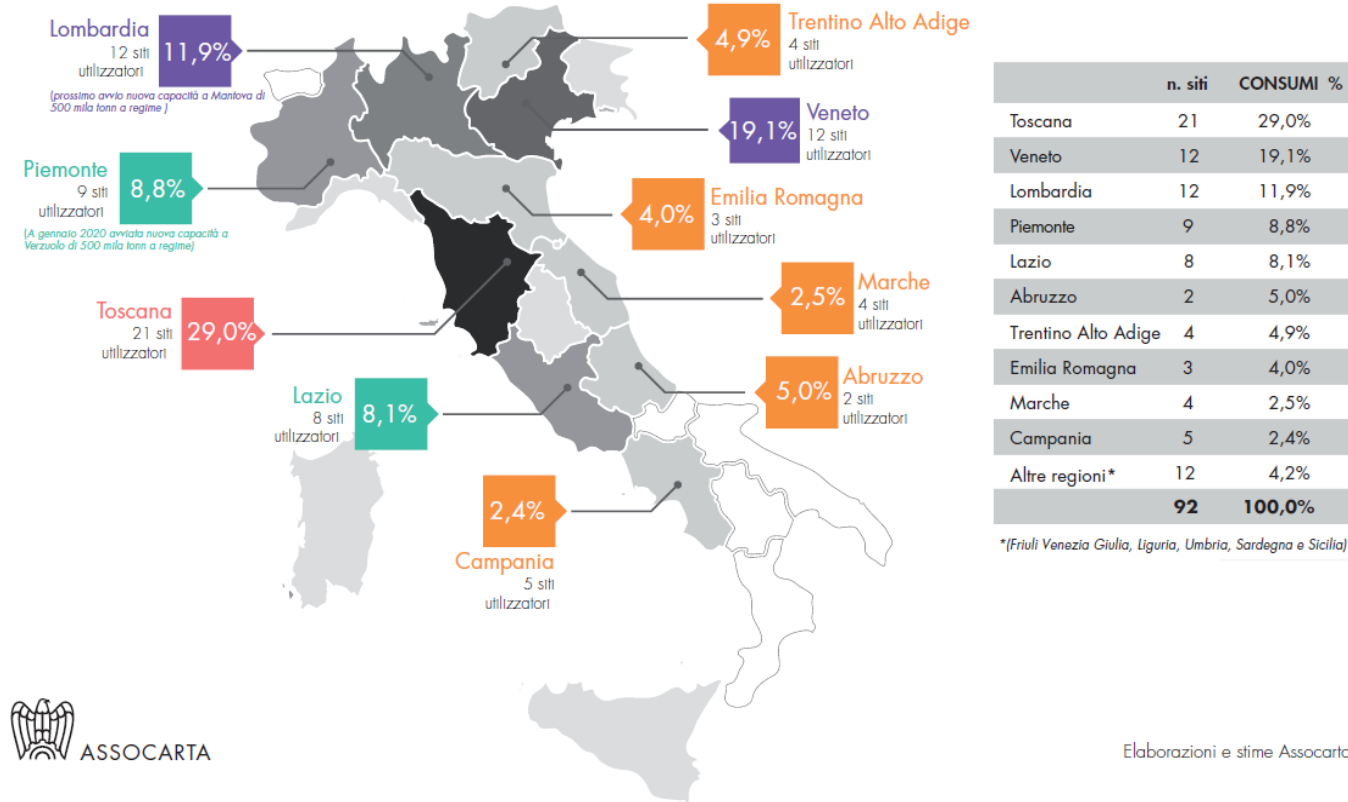 Lombardia
12 siti
utilizzatori
11,9%
(prossimo avvio nuova capacità a Mantova di
500 mila tonn a regime )
Trentino Alto Adige
4 siti
utilizzatori
4,9%
Veneto
12 siti
utilizzatori
19,1%
Piemonte
9 siti
utilizzatori
8,8%
(A gennaio 2020 avviata nuova capacità a
Verzuolo di 500 mila tonn a regime)
Emilia Romagna
3 siti
utilizzatori
4,0%
Marche
4 siti
utilizzatori
2,5%
Toscana
21 siti
utilizzatori
29,0%
Abruzzo
2 siti
utilizzatori
5,0%
Lazio
8 siti
utilizzatori
8,1%
2,4%
Campania
5 siti
utilizzatori
n. siti CONSUMI %
Toscana 21 29,0%
Veneto 12 19,1%
Lombardia 12 11,9%
Piemonte 9 8,8%
Lazio 8 8,1%
Abruzzo 2 5,0%
Trentino Alto Adige 4 4,9%
Emilia Romagna 3 4,0%
Marche 4 2,5%
Campania 5 2,4%
Altre regioni* 12 4,2%
92 100,0%
*(Friuli Venezia Giulia, Liguria, Umbria, Sardegna e Sicilia)
ASSOCARTA
Elaborazioni e stime Assocarta